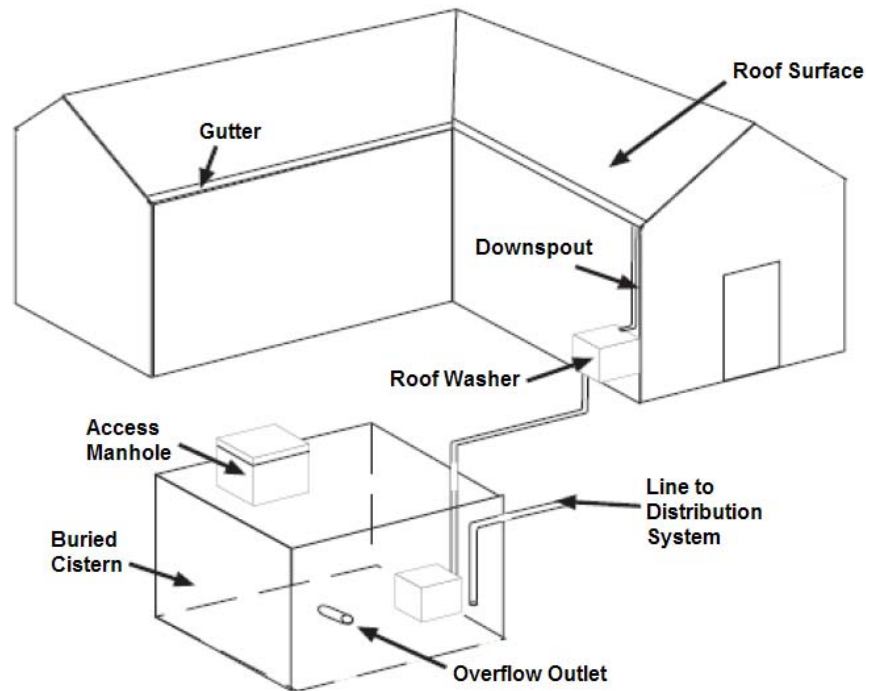 Roof Surface
Gutter
Downspout
Roof Washer
Access
Manhole
Line to
Distribution
System
Buried
Cistern
Overflow Outlet